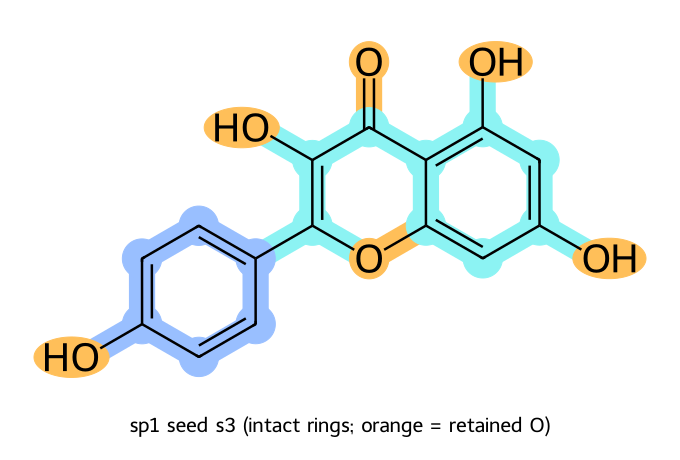 O
OH
HO
O
OH
HO
sp1 seed s3 (intact rings; orange = retained O)